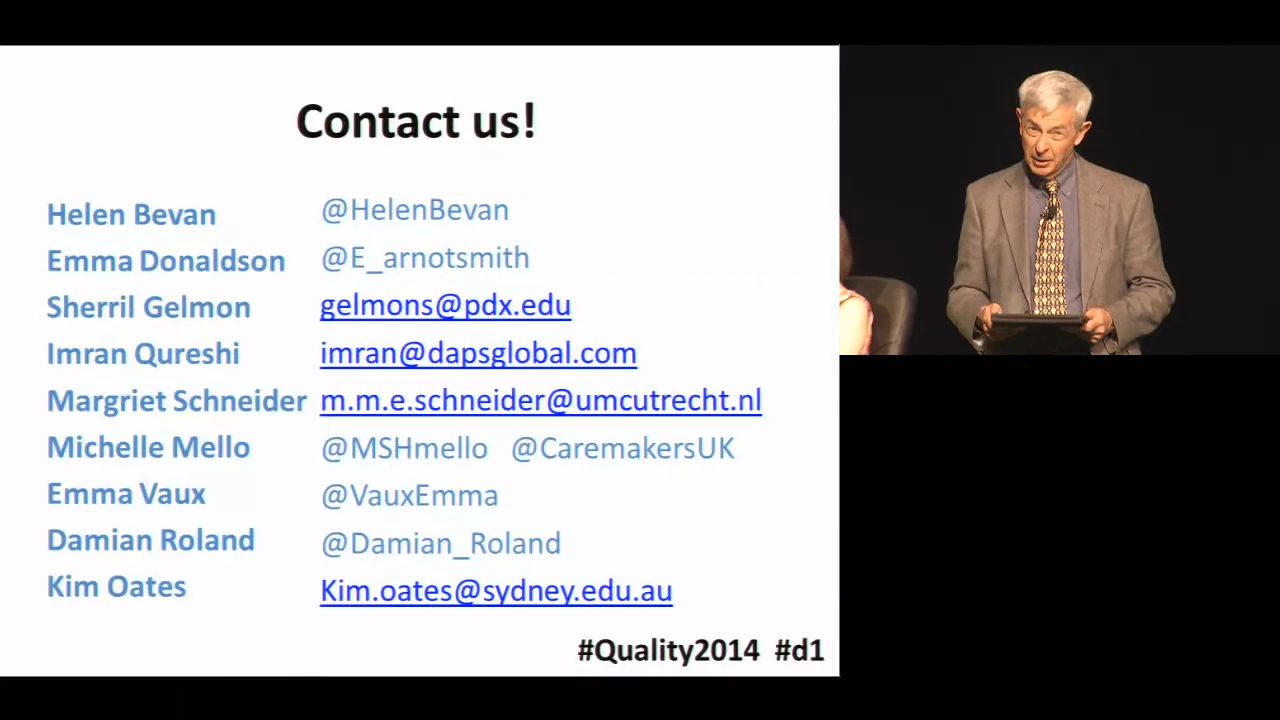 Contact us!
Helen Bevan @HelenBevan
Emma Donaldson @E_arnotsmith
Sherril Gelmon gelmons@pdx.edu
Imran Qureshi imran@dapsglobal.com
Margriet Schneider m.m.e.schneider@umcutrecht.nl
Michelle Mello @MSHmello @CaremakersUK
Emma Vaux @VauxEmma
Damian Roland @Damian_Roland
Kim Oates Kim.oates@sydney.edu.au
#Quality2014 #d1